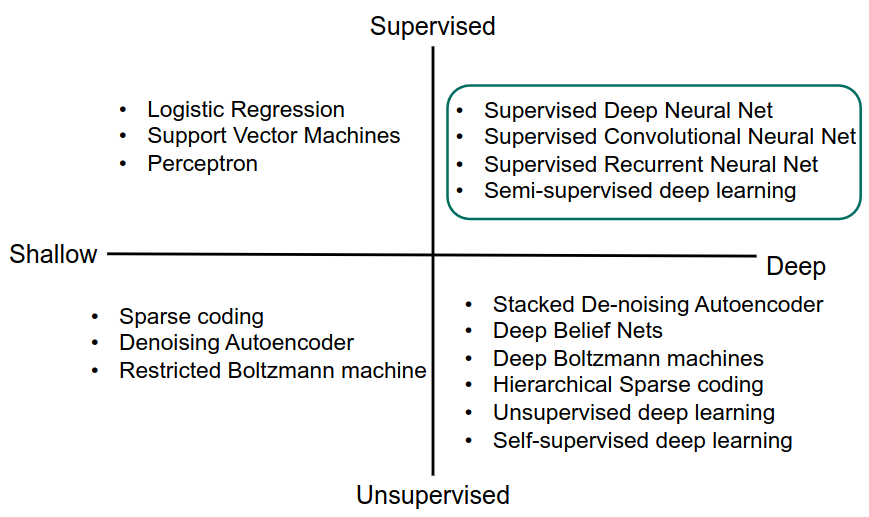 Supervised
• Logistic Regression
• Support Vector Machines
• Perceptron
• Supervised Deep Neural Net
• Supervised Convolutional Neural Net
• Supervised Recurrent Neural Net
• Semi-supervised deep learning
Shallow
Deep
• Sparse coding
• Denoising Autoencoder
• Restricted Boltzmann machine
• Stacked De-noising Autoencoder
• Deep Belief Nets
• Deep Boltzmann machines
• Hierarchical Sparse coding
• Unsupervised deep learning
• Self-supervised deep learning
Unsupervised